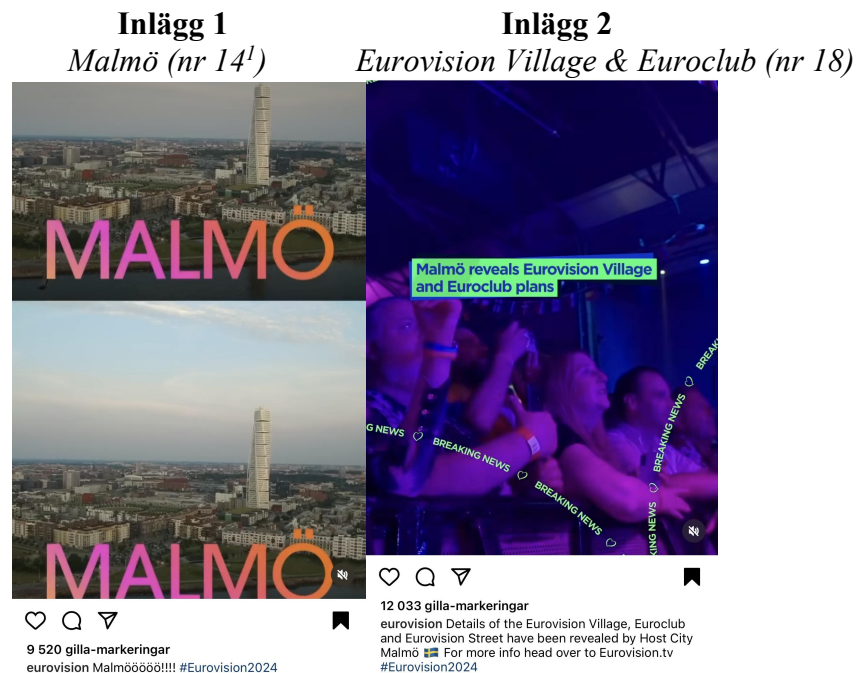 Inlägg 1
Malmö (nr 14¹)
MALMÖ
MALMÖ
9 520 gilla-markeringar
eurovision Malmööööö!!!! #Eurovision2024
Inlägg 2
Eurovision Village & Euroclub (nr 18)
Malmö reveals Eurovision Village
and Euroclub plans
G NEWS
BREAKING NEWS
BREAKING NEWS
BREAK
BREAKING NEWS
KING NEWS
12 033 gilla-markeringar
eurovision Details of the Eurovision Village, Euroclub
and Eurovision Street have been revealed by Host City
Malmö 🇸🇪 For more info head over to Eurovision.tv
#Eurovision2024